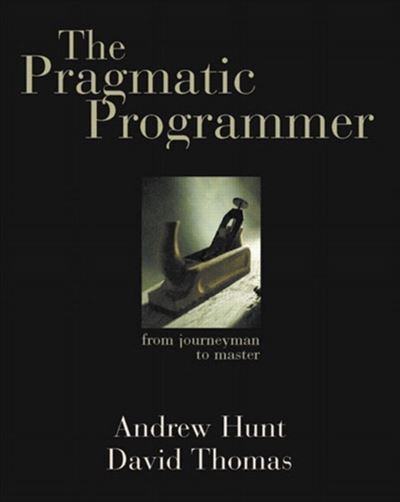 The
Pragmatic
Programmer
from journeyman
to master
Andrew Hunt
David Thomas